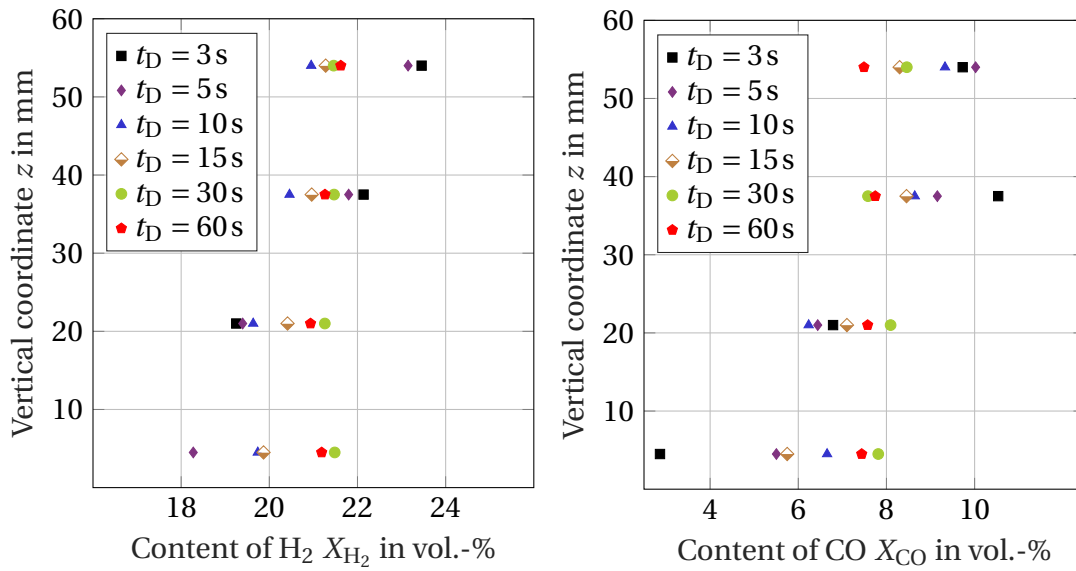 60
50
40
30
20
10
Vertical coordinate z in mm
t_D = 3 s
t_D = 5 s
t_D = 10 s
t_D = 15 s
t_D = 30 s
t_D = 60 s
18 20 22 24
Content of H₂ X_H₂ in vol.-%
60
50
40
30
20
10
Vertical coordinate z in mm
t_D = 3 s
t_D = 5 s
t_D = 10 s
t_D = 15 s
t_D = 30 s
t_D = 60 s
4 6 8 10
Content of CO X_CO in vol.-%